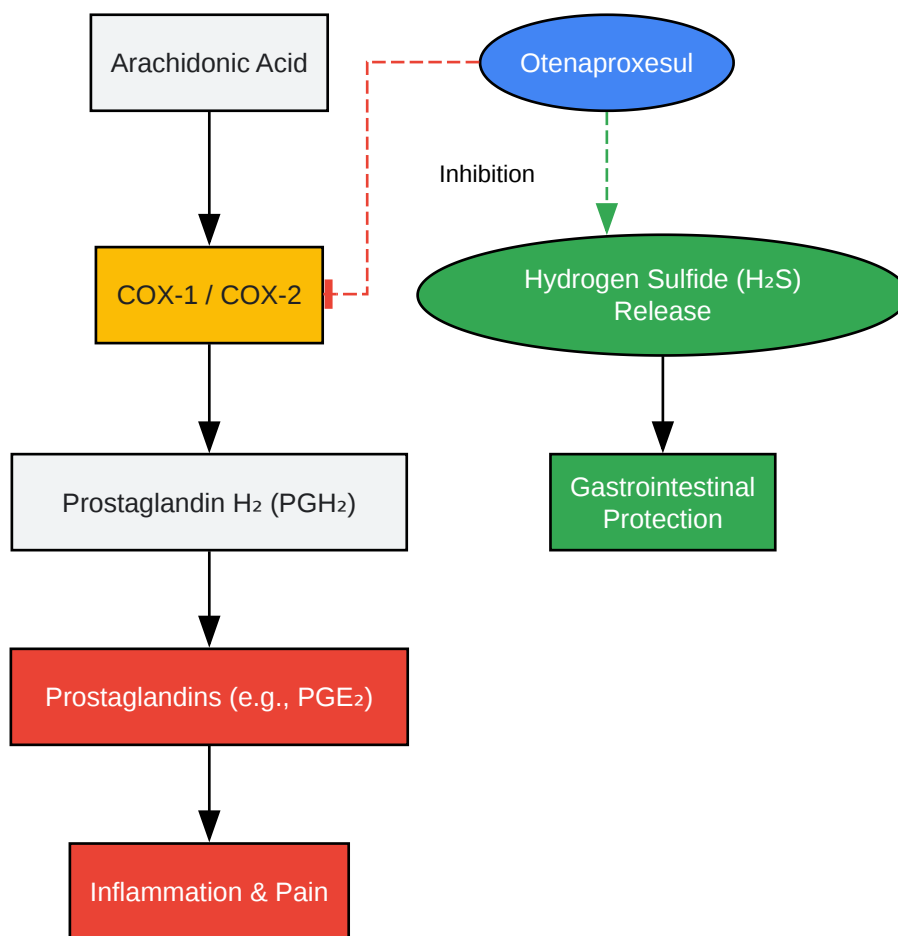 Arachidonic Acid
Otenaproxesul
Inhibition
COX-1 / COX-2
Hydrogen Sulfide (H₂S)
Release
Prostaglandin H₂ (PGH₂)
Gastrointestinal
Protection
Prostaglandins (e.g., PGE₂)
Inflammation & Pain